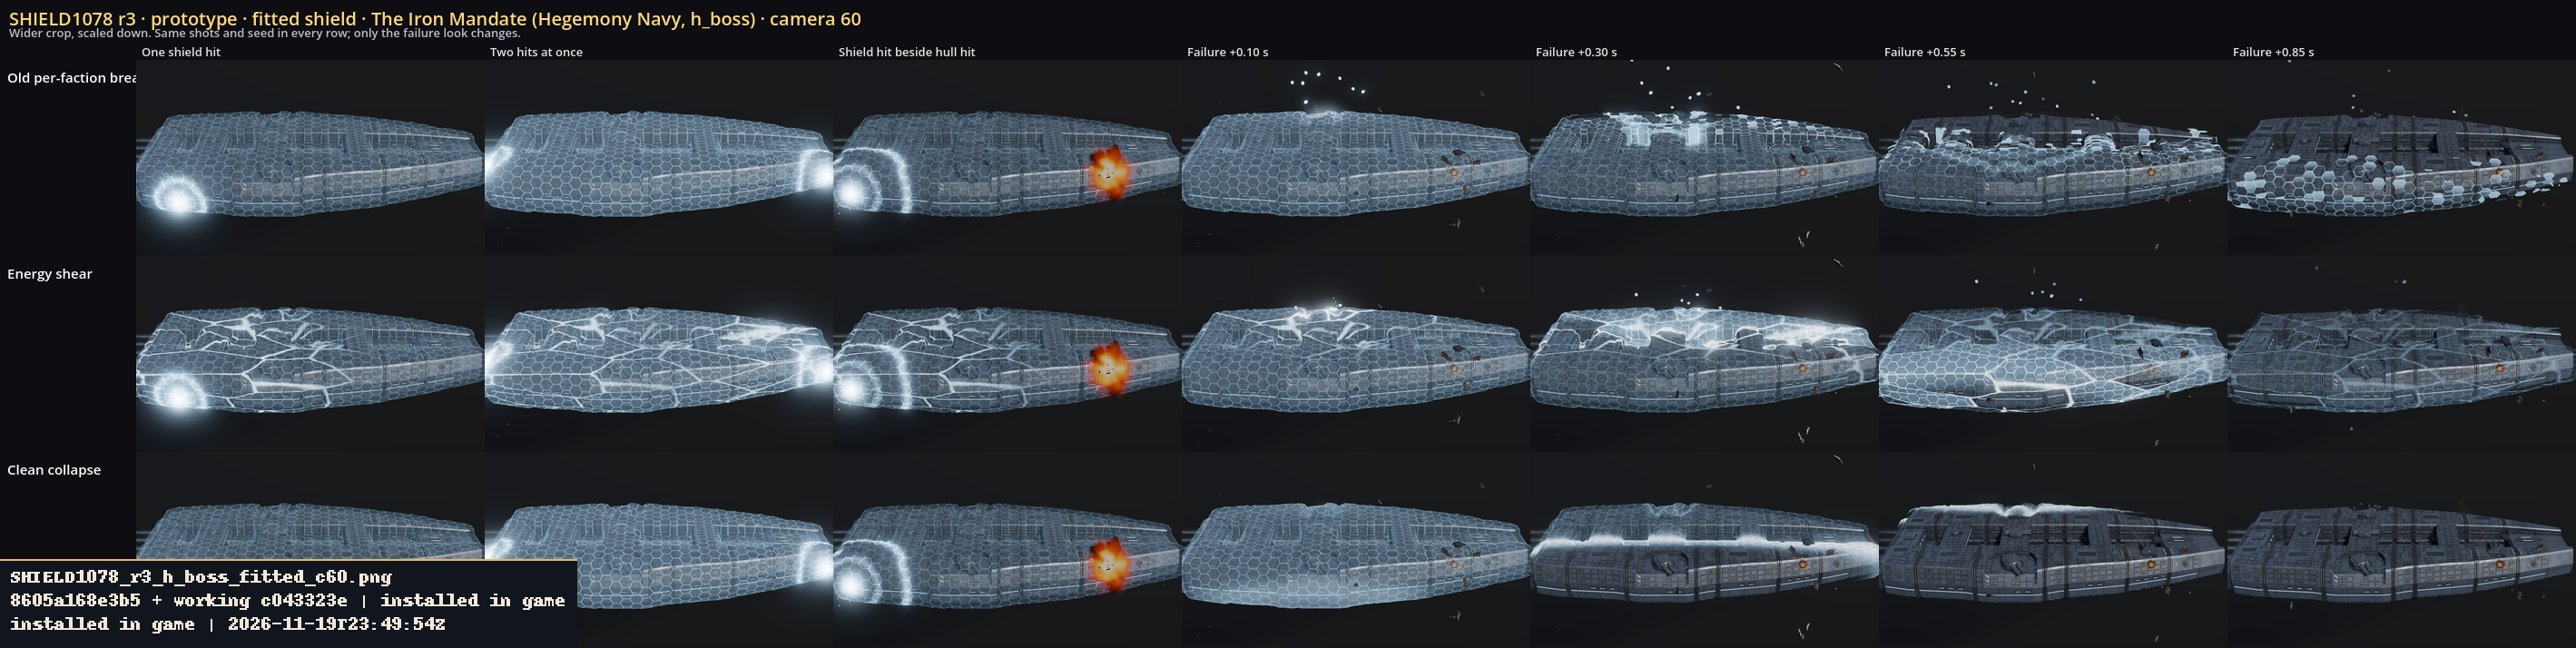 SHIELD1078 r3 · prototype · fitted shield · The Iron Mandate (Hegemony Navy, h_boss) · camera 60
Wider crop, scaled down. Same shots and seed in every row; only the failure look changes.
One shield hit
Two hits at once
Shield hit beside hull hit
Failure +0.10 s
Failure +0.30 s
Failure +0.55 s
Failure +0.85 s
Old per-faction brea
Energy shear
Clean collapse
SHIELD1078_r3_h_boss_fitted_c60.png
8605a168e3b5 + working c043323e | installed in game
installed in game | 2026-11-19T23:49:54Z